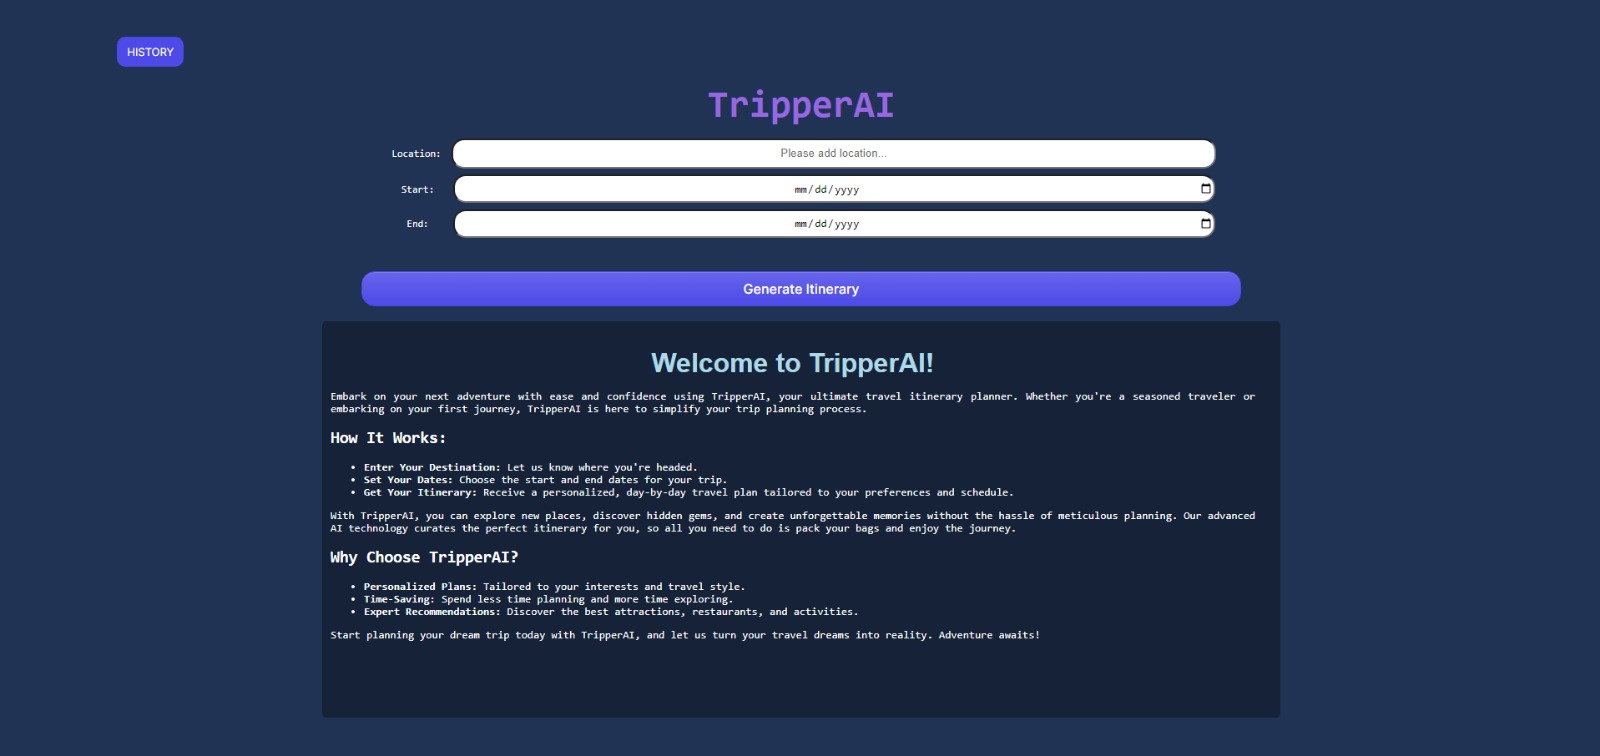 HISTORY
TripperAI
Location: Please add location...
Start: mm/dd/yyyy
End: mm/dd/yyyy
Generate Itinerary
Welcome to TripperAI!
Embark on your next adventure with ease and confidence using TripperAI, your ultimate travel itinerary planner. Whether you're a seasoned traveler or
embarking on your first journey, TripperAI is here to simplify your trip planning process.
How It Works:
• Enter Your Destination: Let us know where you're headed.
• Set Your Dates: Choose the start and end dates for your trip.
• Get Your Itinerary: Receive a personalized, day-by-day travel plan tailored to your preferences and schedule.
With TripperAI, you can explore new places, discover hidden gems, and create unforgettable memories without the hassle of meticulous planning. Our advanced
AI technology curates the perfect itinerary for you, so all you need to do is pack your bags and enjoy the journey.
Why Choose TripperAI?
• Personalized Plans: Tailored to your interests and travel style.
• Time-Saving: Spend less time planning and more time exploring.
• Expert Recommendations: Discover the best attractions, restaurants, and activities.
Start planning your dream trip today with TripperAI, and let us turn your travel dreams into reality. Adventure awaits!